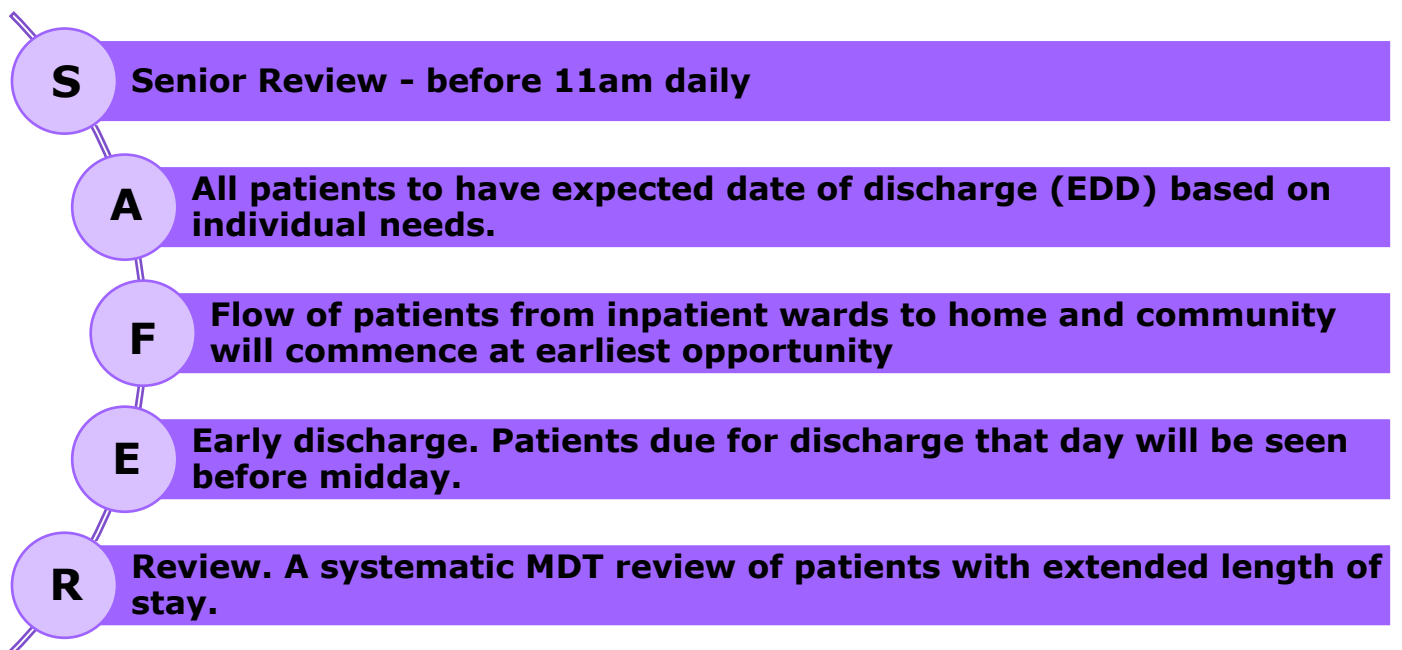 S
Senior Review - before 11am daily
A
All patients to have expected date of discharge (EDD) based on
individual needs.
F
Flow of patients from inpatient wards to home and community
will commence at earliest opportunity
E
Early discharge. Patients due for discharge that day will be seen
before midday.
R
Review. A systematic MDT review of patients with extended length of
stay.